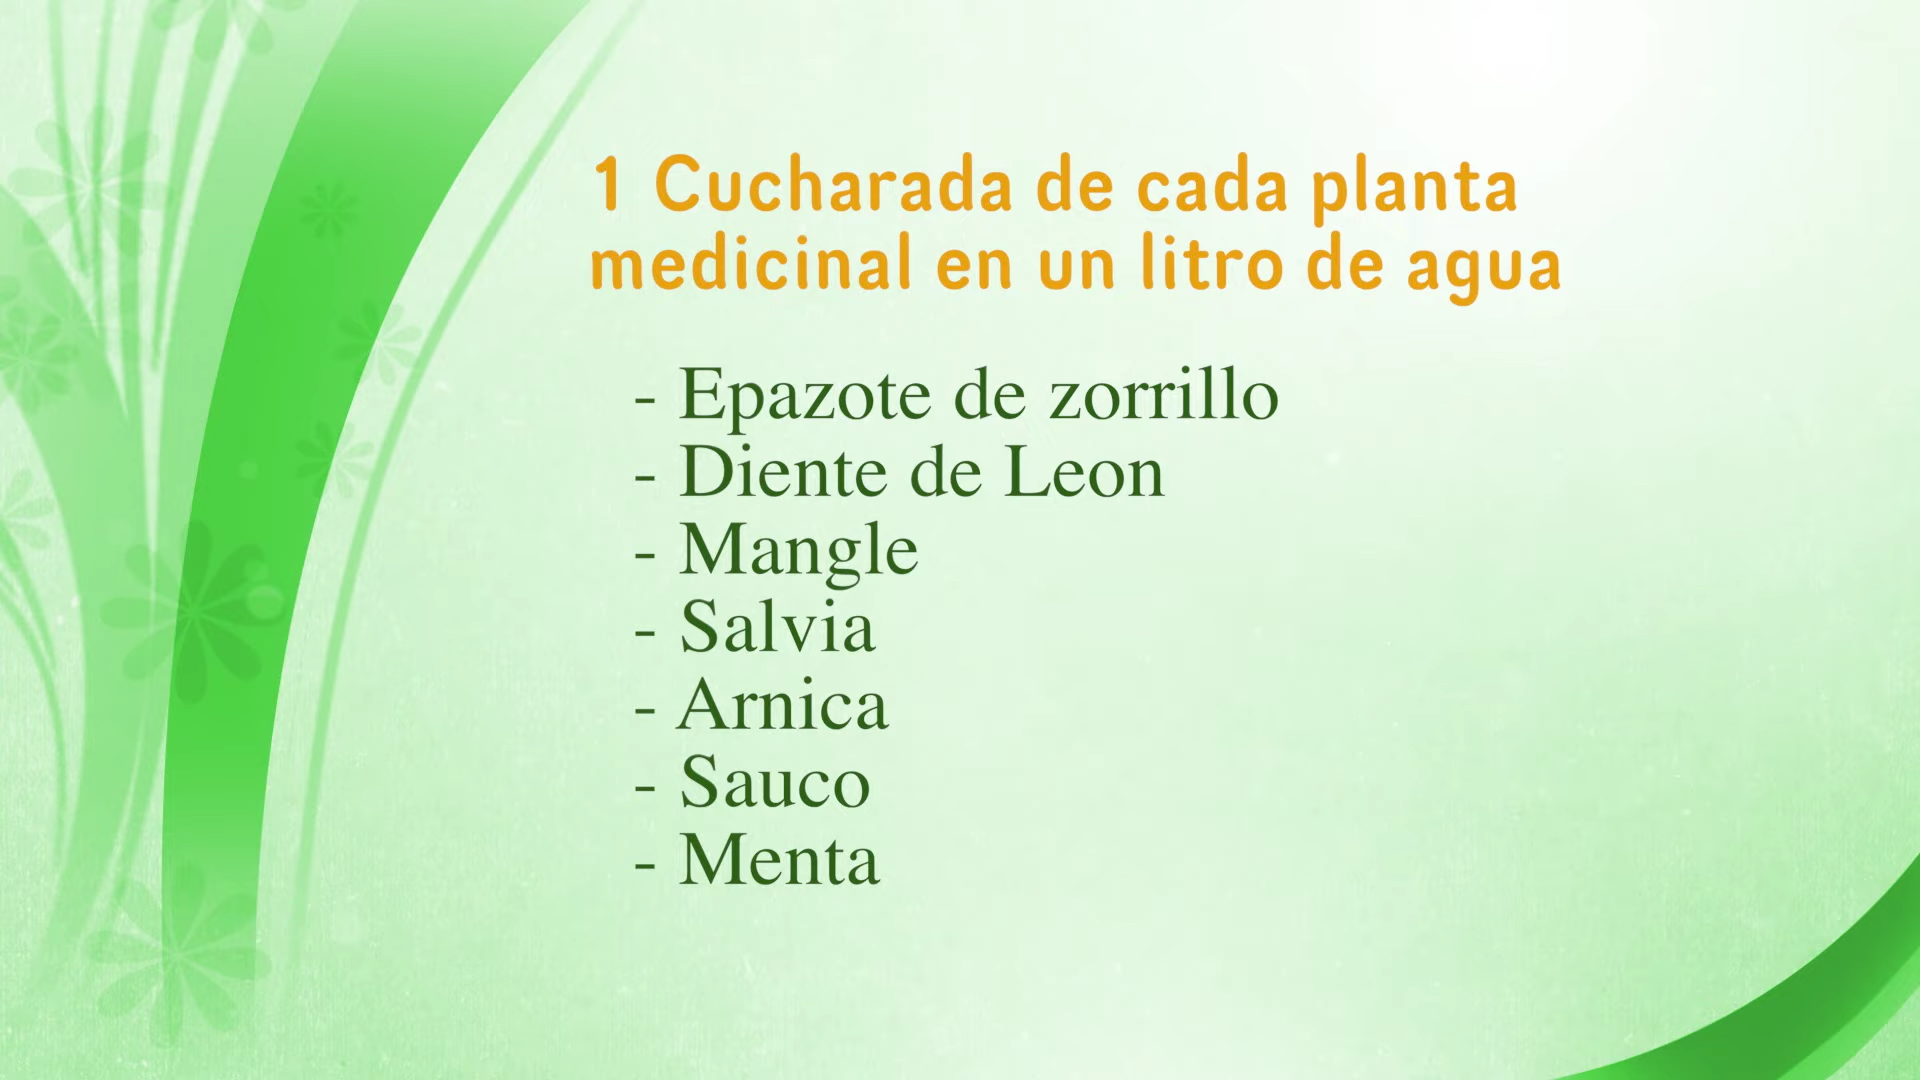 1 Cucharada de cada planta
medicinal en un litro de agua
- Epazote de zorrillo
- Diente de Leon
- Mangle
- Salvia
- Arnica
- Sauco
- Menta